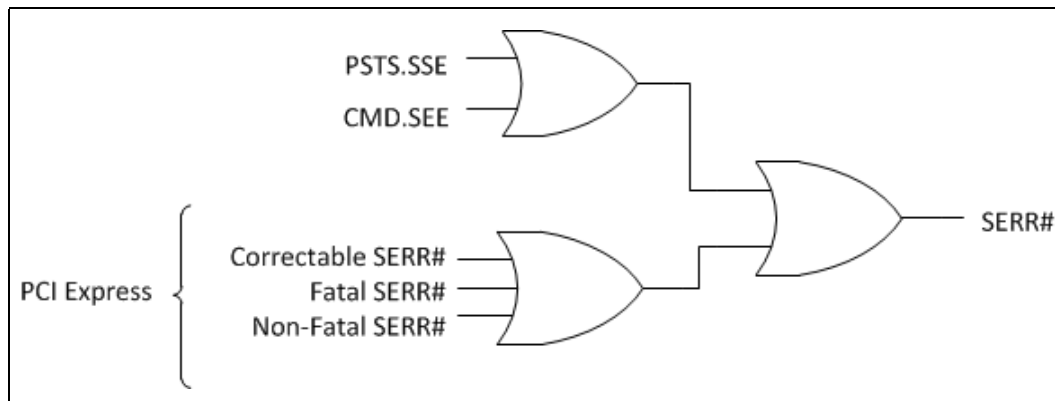 PSTS.SSE
CMD.SEE
SERR#
PCI Express
Correctable SERR#
Fatal SERR#
Non-Fatal SERR#